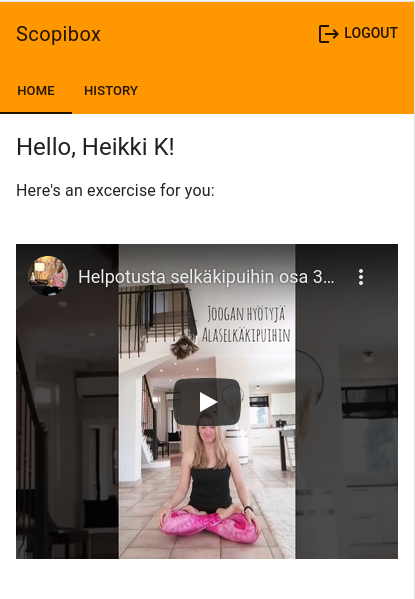 Scopibox
LOGOUT
HOME HISTORY
Hello, Heikki K!
Here's an excercise for you:
Helpotusta selkäkipuihin osa 3...
JOOGAN HYÖTYJÄ
ALASELKÄKIPUIHIN